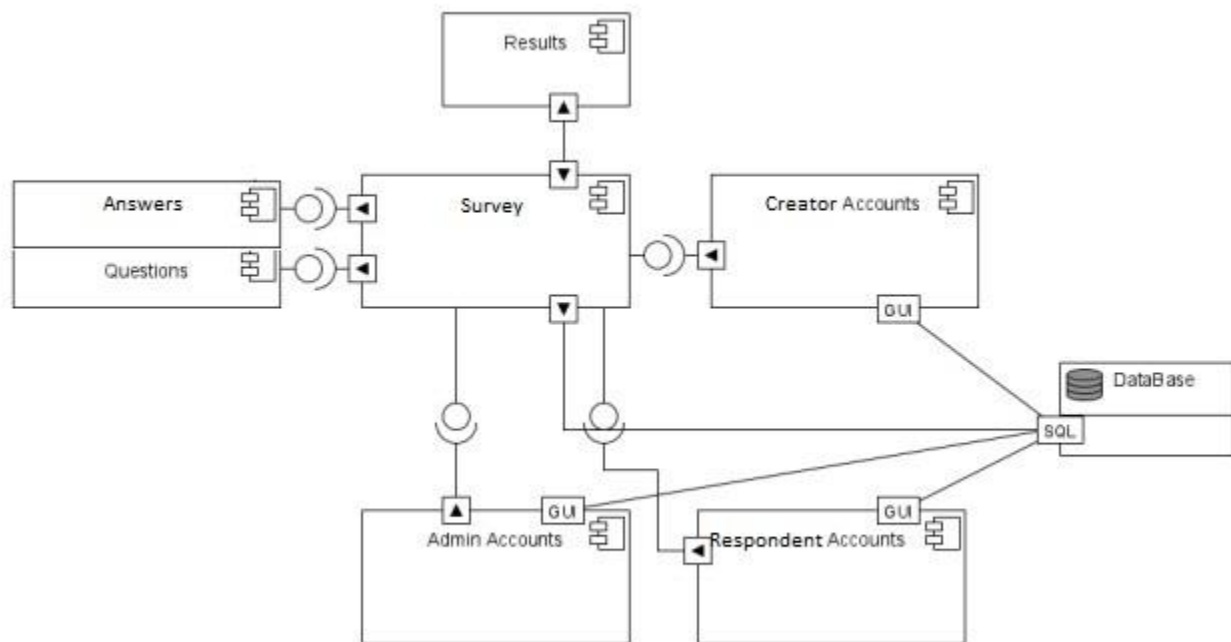 Results
Answers
Survey
Creator Accounts
Questions
GUI
DataBase
SQL
GUI
GUI
Admin Accounts
Respondent Accounts